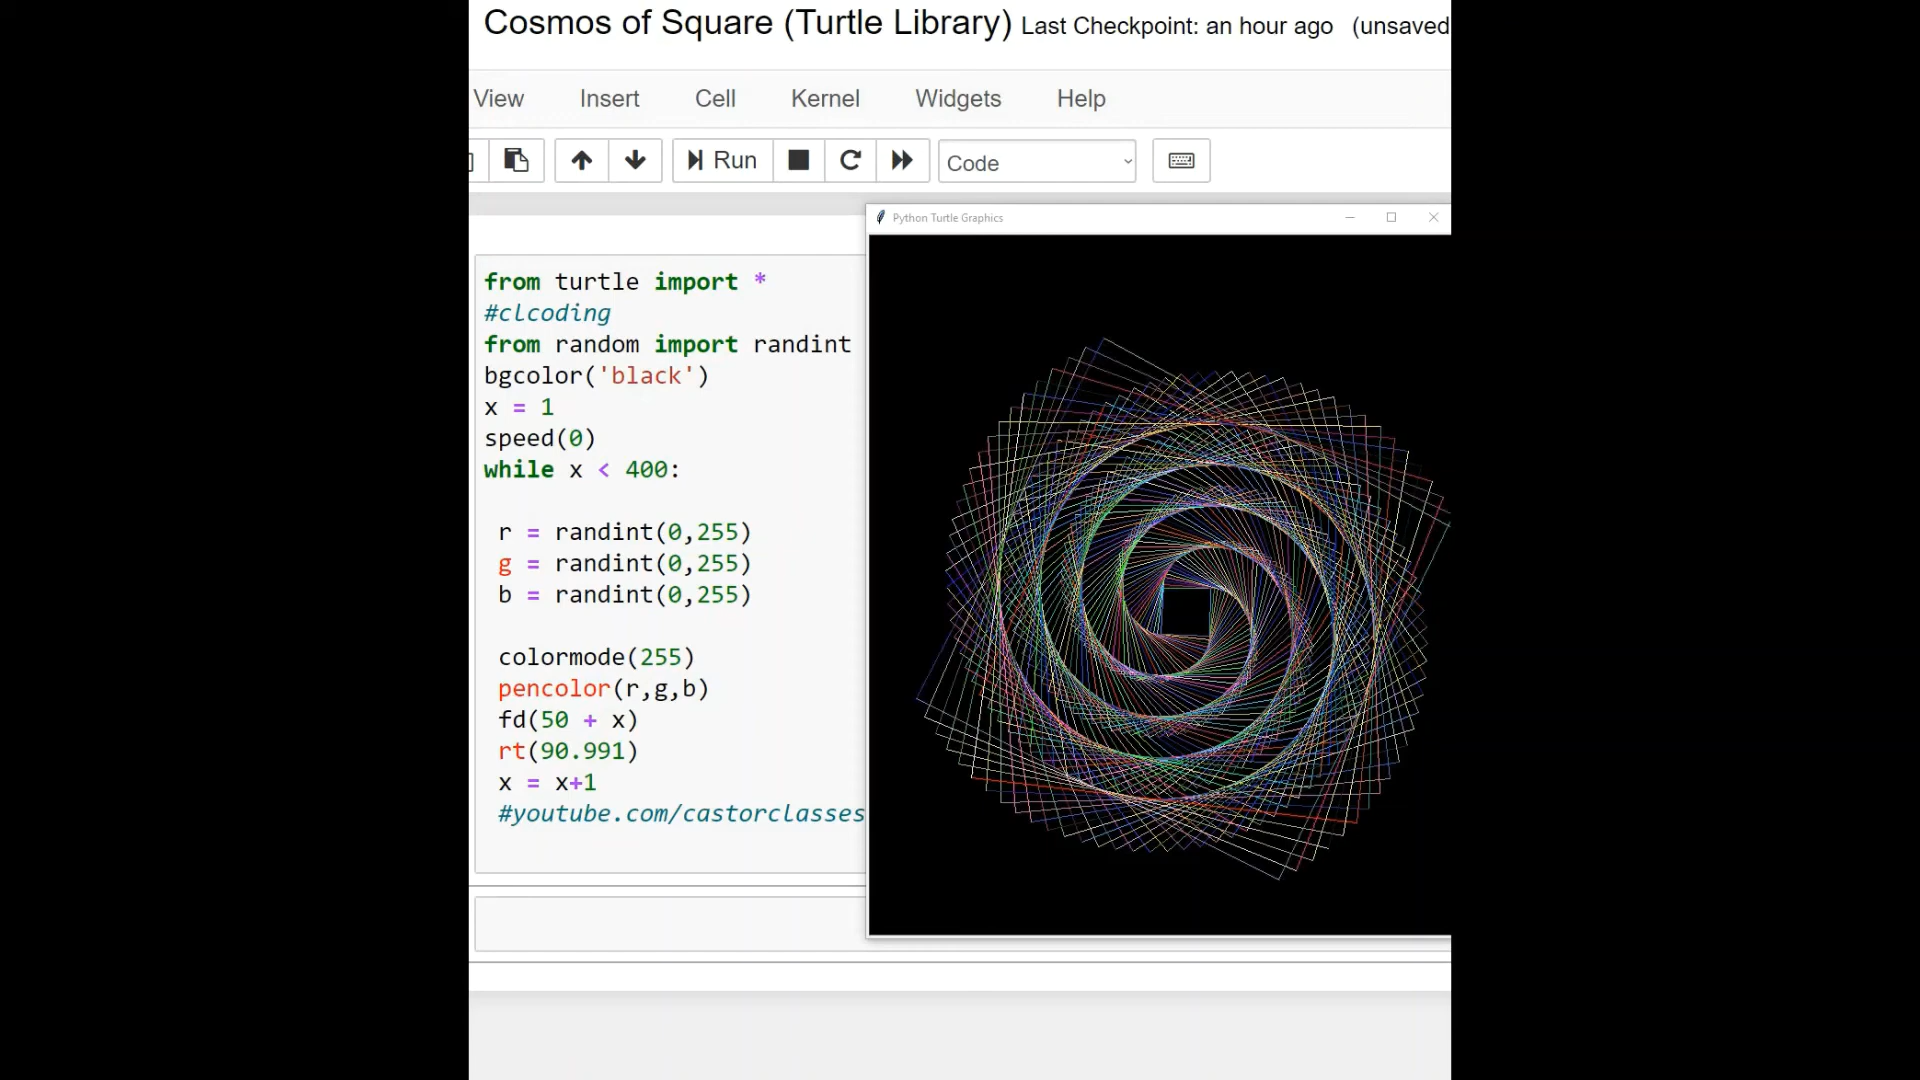 Cosmos of Square (Turtle Library) Last Checkpoint: an hour ago (unsaved
View Insert Cell Kernel Widgets Help
Run Code
Python Turtle Graphics
from turtle import *
#clcoding
from random import randint
bgcolor('black')
x = 1
speed(0)
while x < 400:
r = randint(0,255)
g = randint(0,255)
b = randint(0,255)
colormode(255)
pencolor(r,g,b)
fd(50 + x)
rt(90.991)
x = x+1
#youtube.com/castorclasses